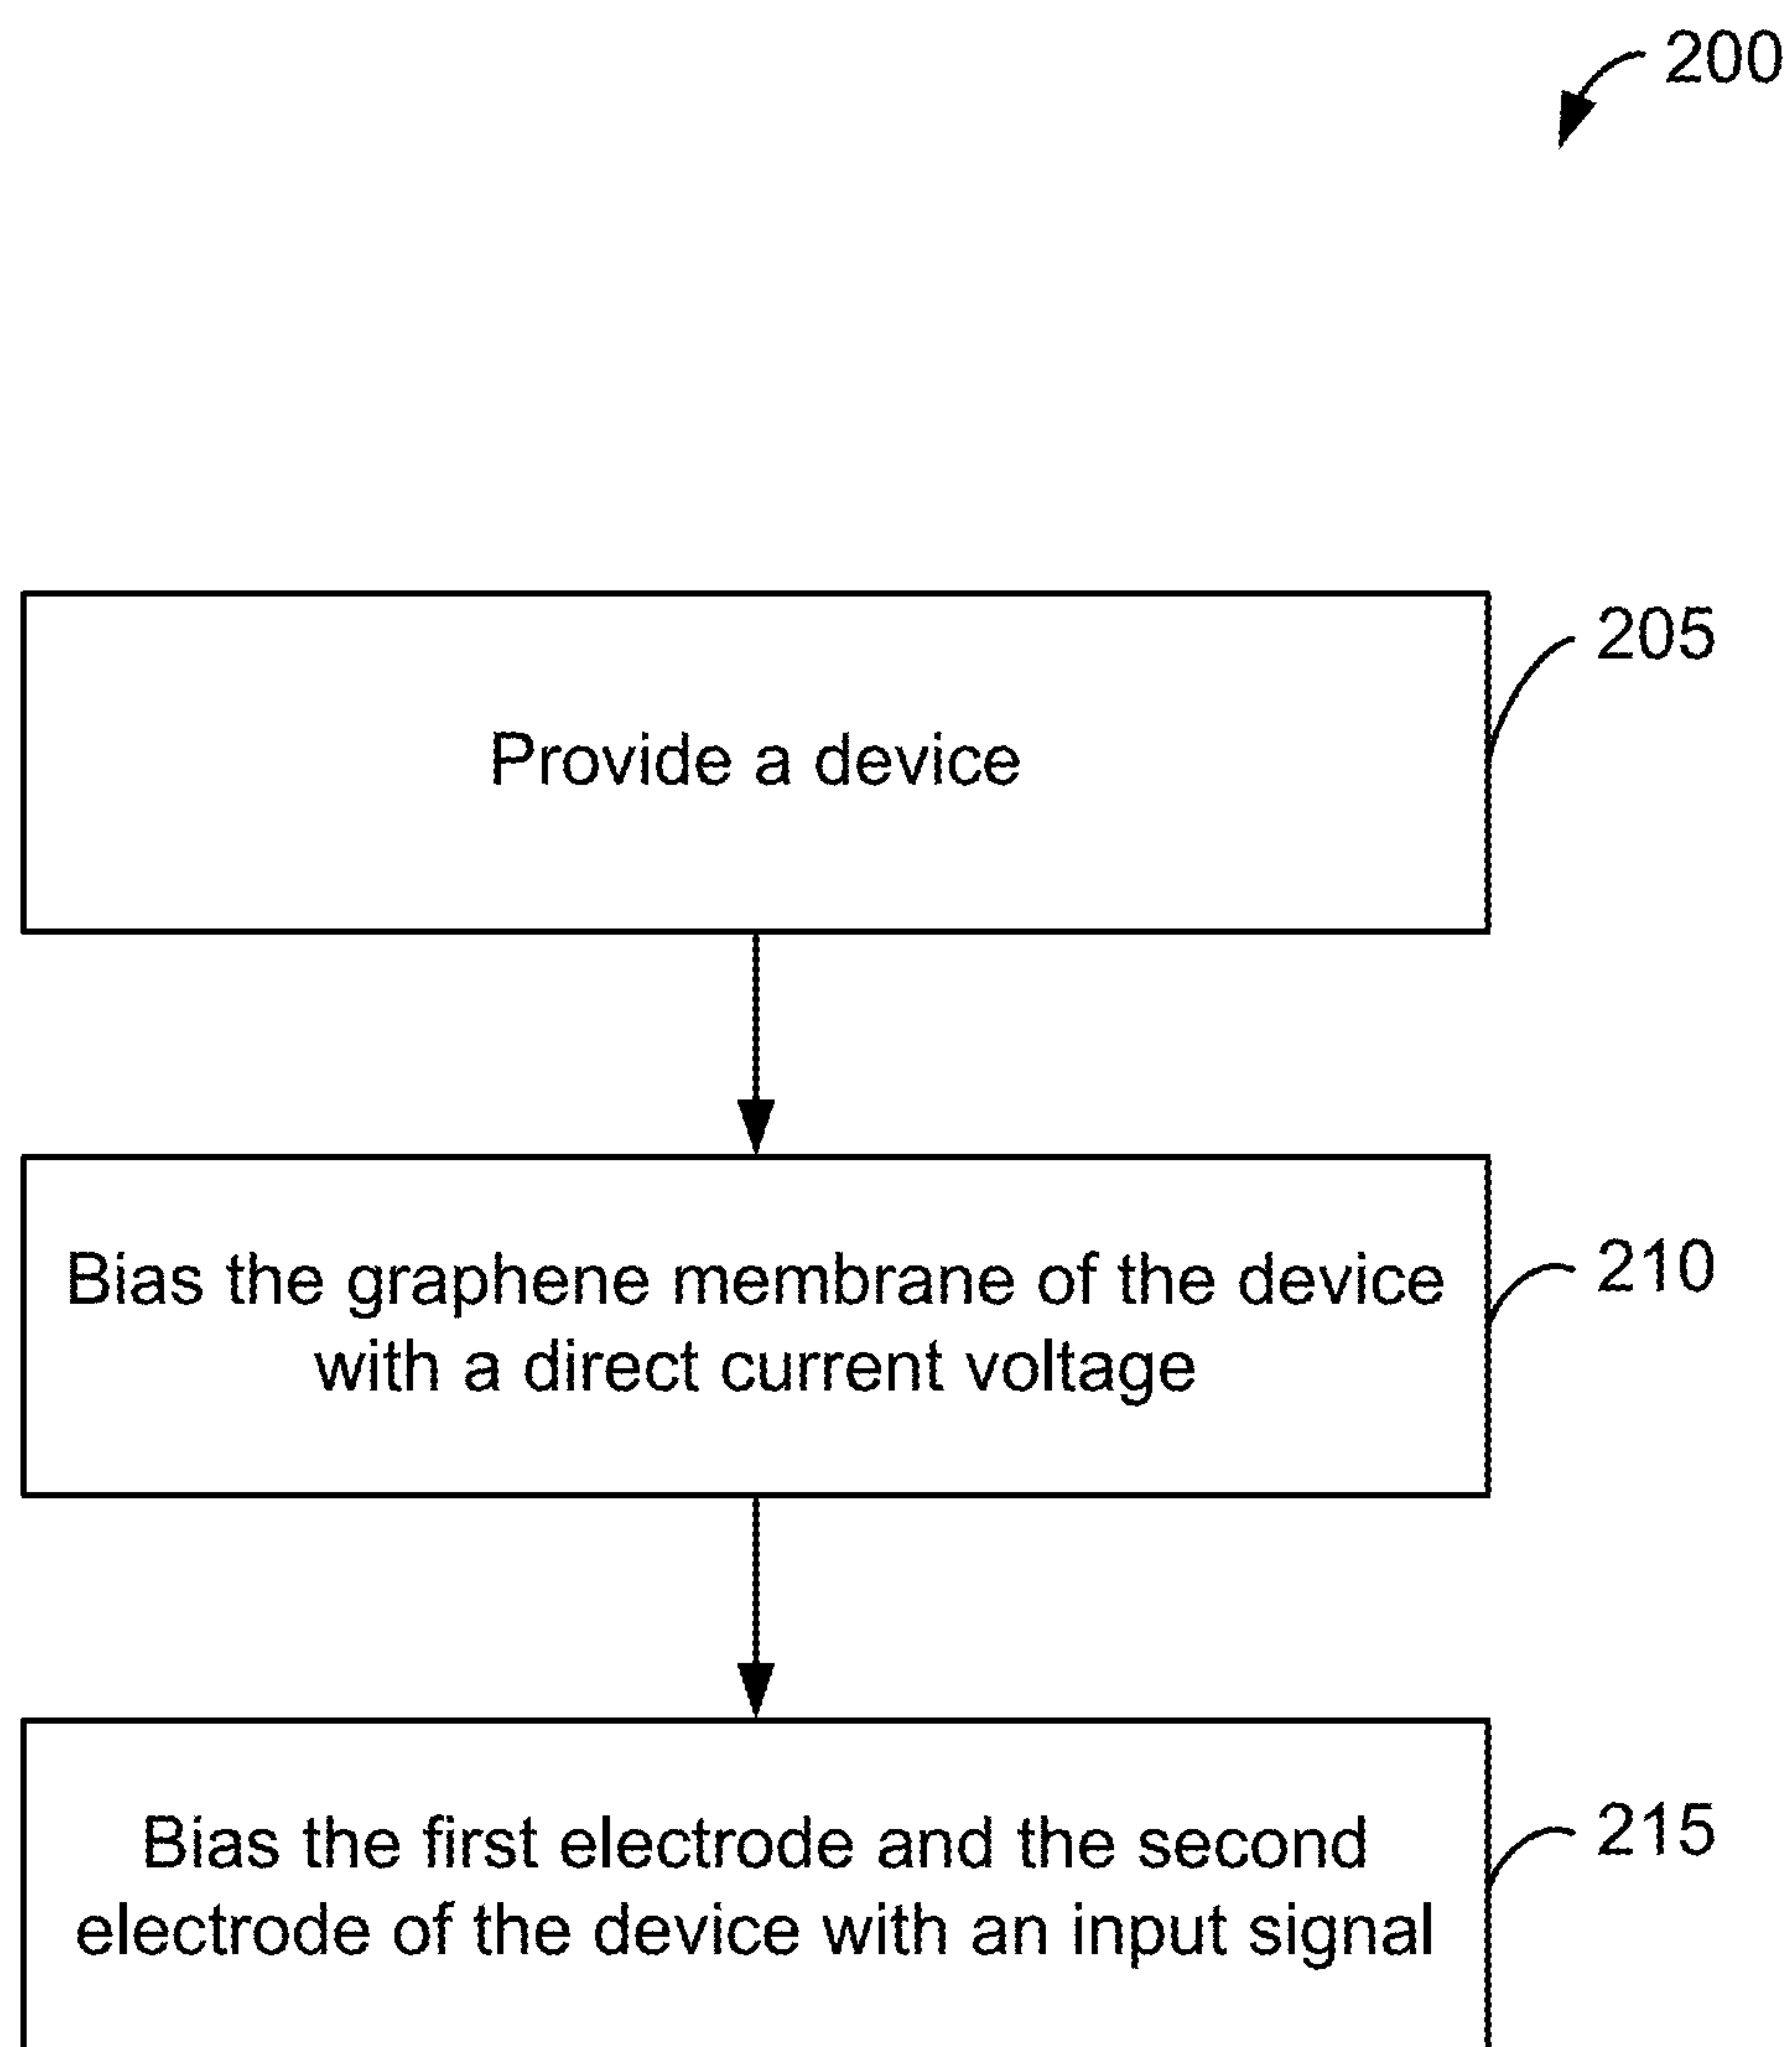 200
205
Provide a device
210
Bias the graphene membrane of the device
with a direct current voltage
215
Bias the first electrode and the second
electrode of the device with an input signal